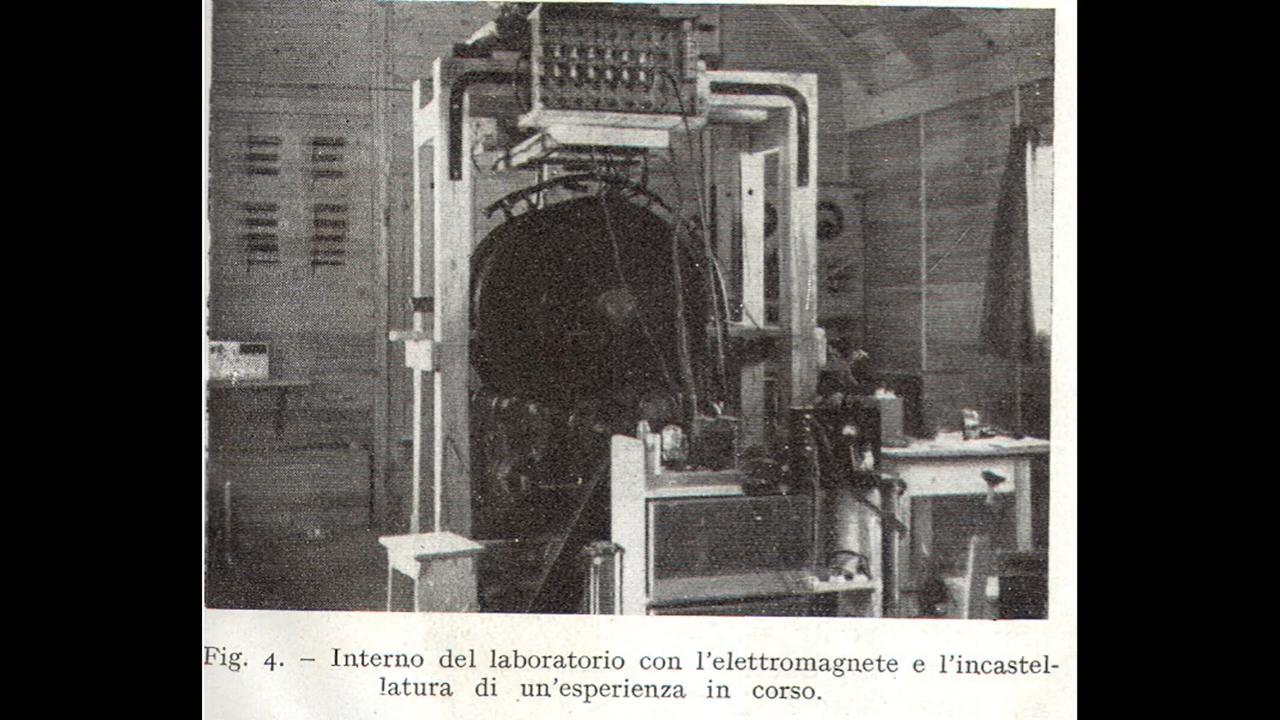 Fig. 4. – Interno del laboratorio con l'elettromagnete e l'incastel-
latura di un'esperienza in corso.